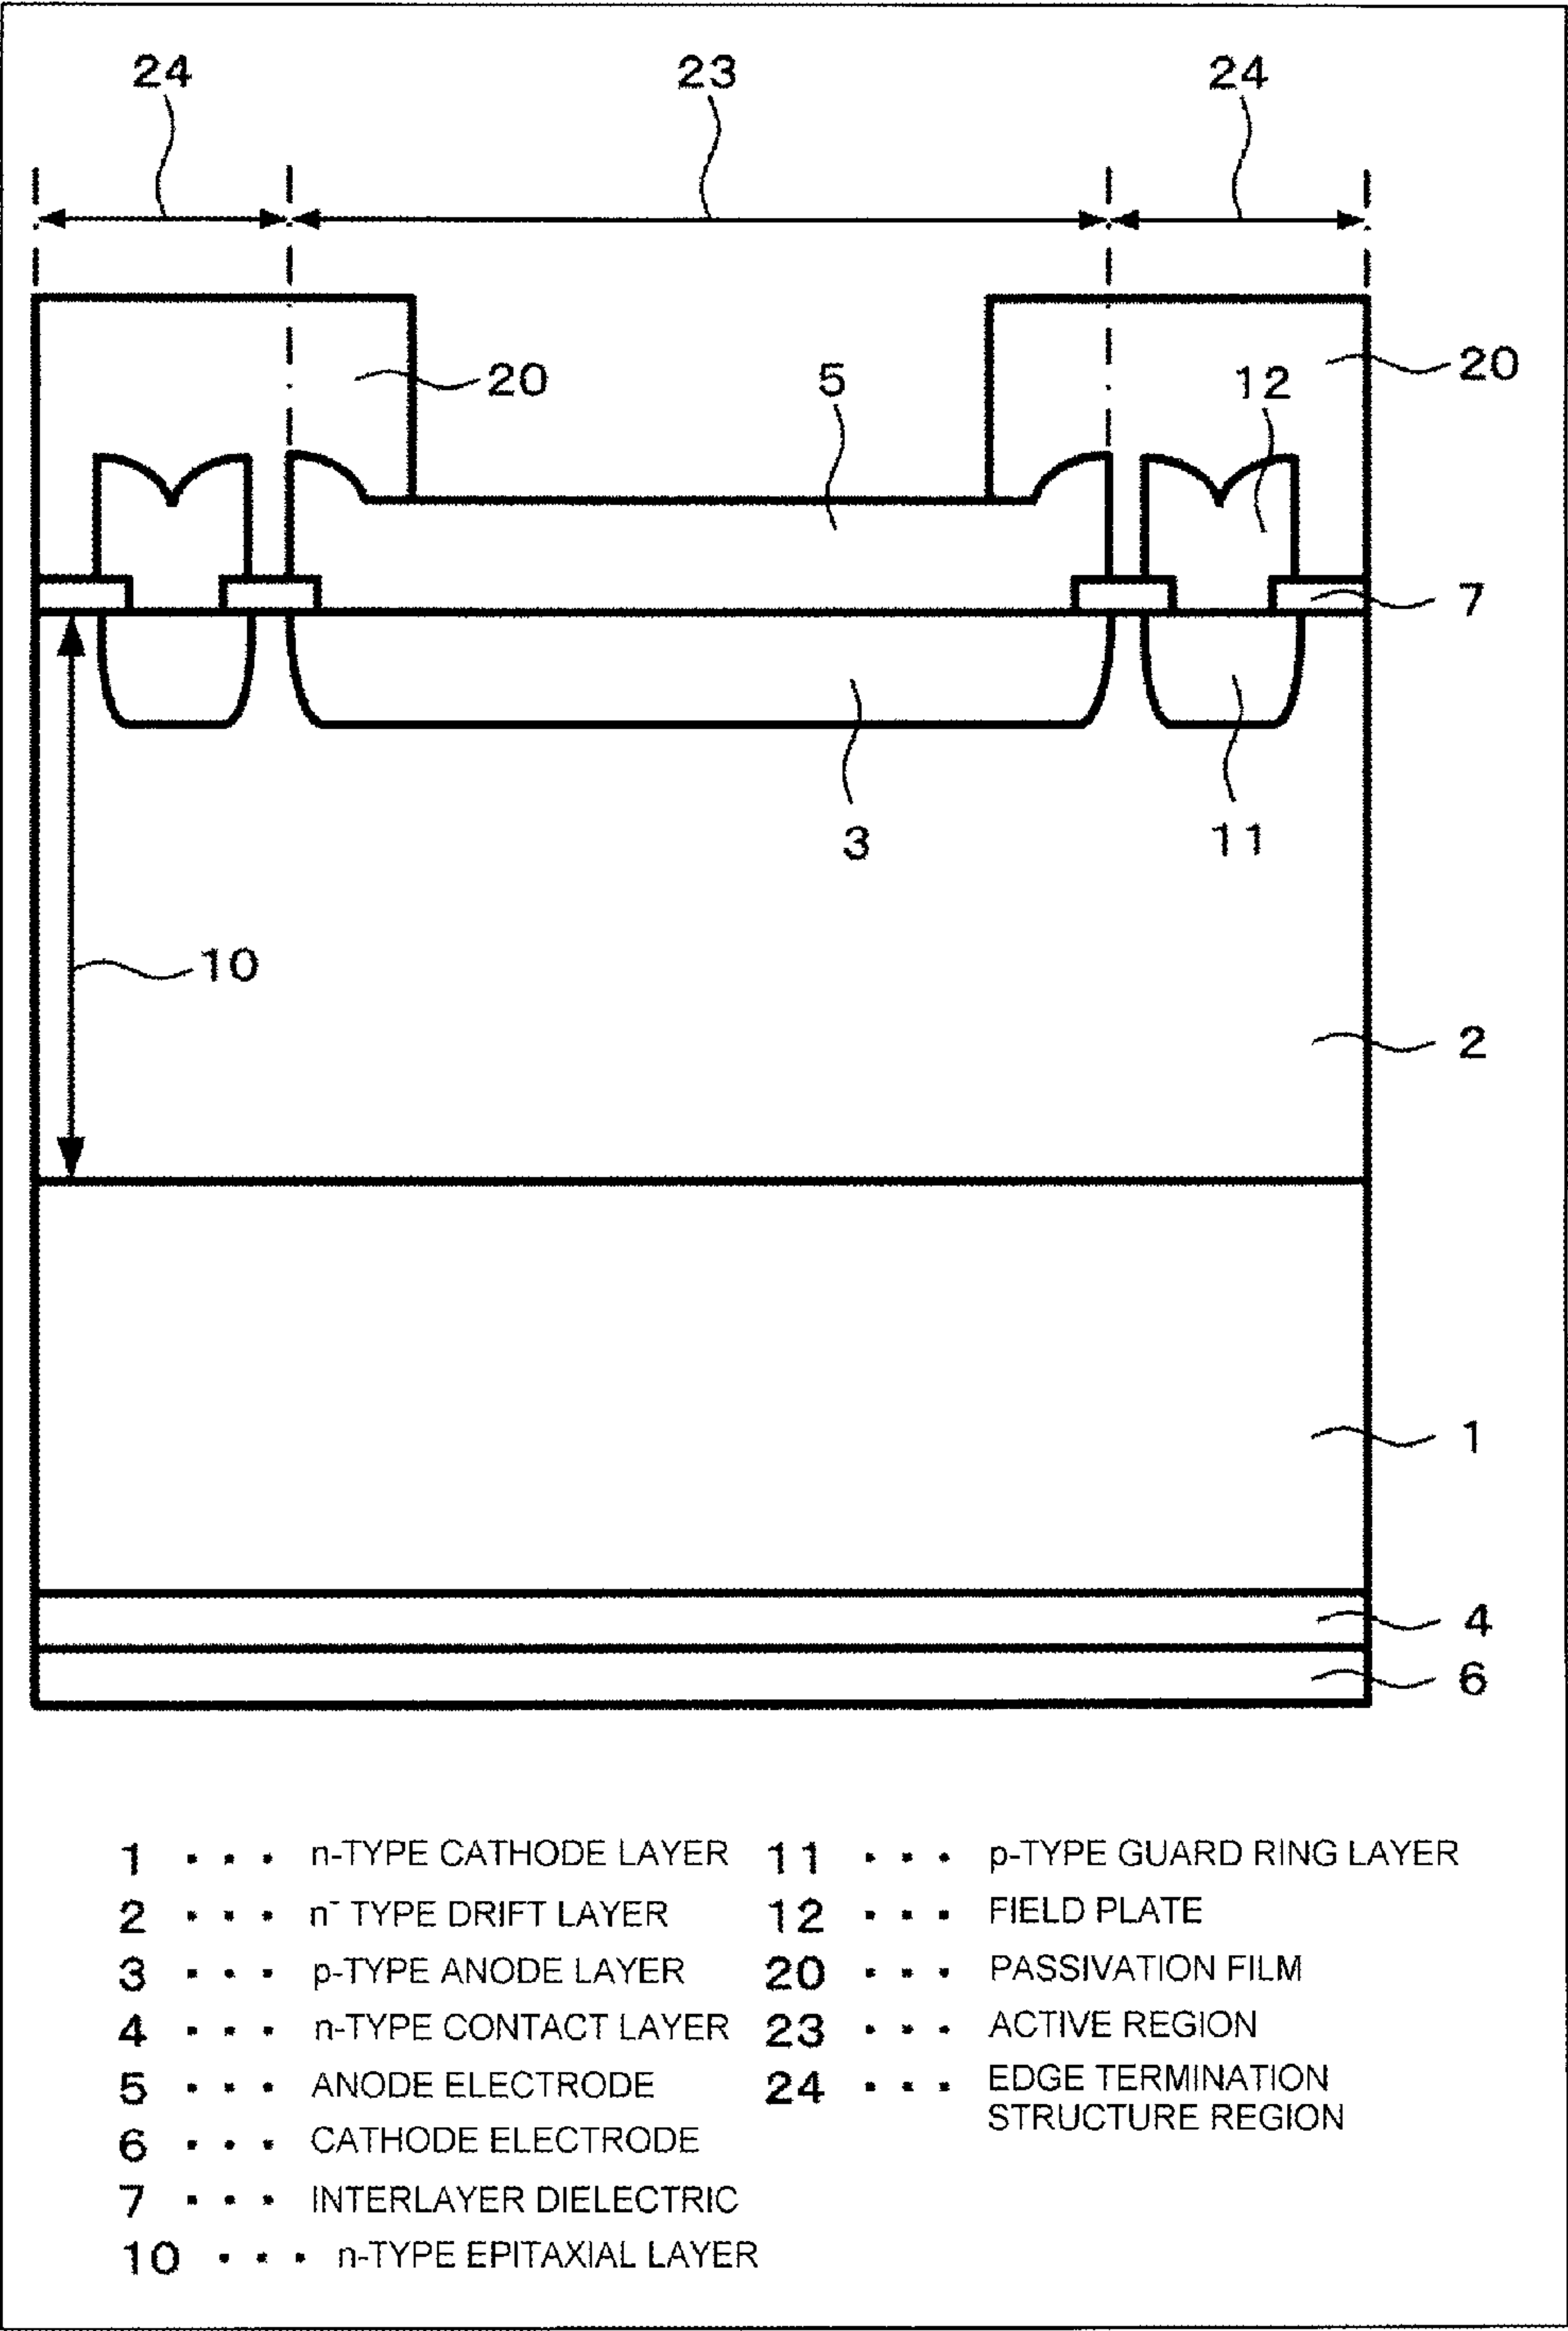 24 23 24
20 5 12 20
7
3 11
10
2
1
4
6
1 ・・・ n-TYPE CATHODE LAYER
2 ・・・ n⁻ TYPE DRIFT LAYER
3 ・・・ p-TYPE ANODE LAYER
4 ・・・ n-TYPE CONTACT LAYER
5 ・・・ ANODE ELECTRODE
6 ・・・ CATHODE ELECTRODE
7 ・・・ INTERLAYER DIELECTRIC
10 ・・・ n-TYPE EPITAXIAL LAYER
11 ・・・ p-TYPE GUARD RING LAYER
12 ・・・ FIELD PLATE
20 ・・・ PASSIVATION FILM
23 ・・・ ACTIVE REGION
24 ・・・ EDGE TERMINATION
STRUCTURE REGION